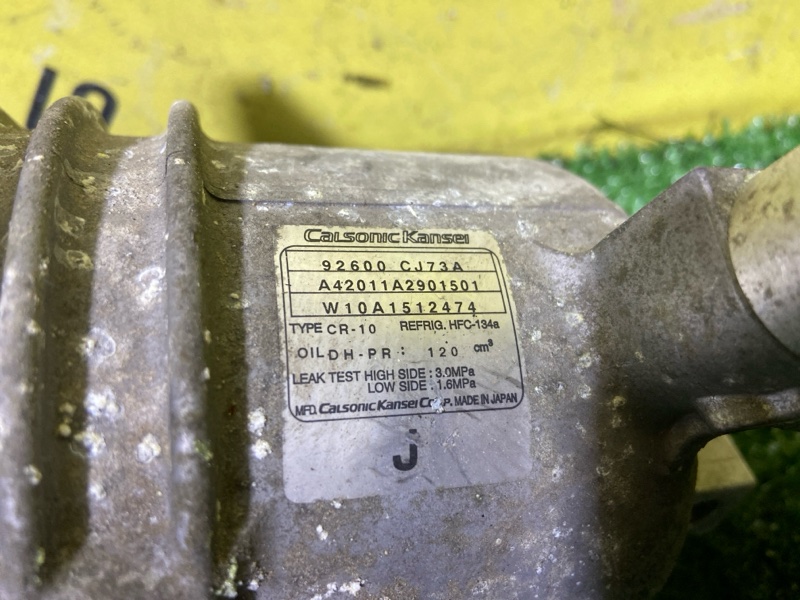 Calsonic Kansei
92600 CJ73A
A42011A2901501
W10A1512474
TYPE CR-10 REFRIG. HFC-134a
OIL DH-PR : 120 cm³
LEAK TEST HIGH SIDE : 3.0MPa
LOW SIDE : 1.6MPa
MFD. Calsonic Kansei Corp. MADE IN JAPAN
J